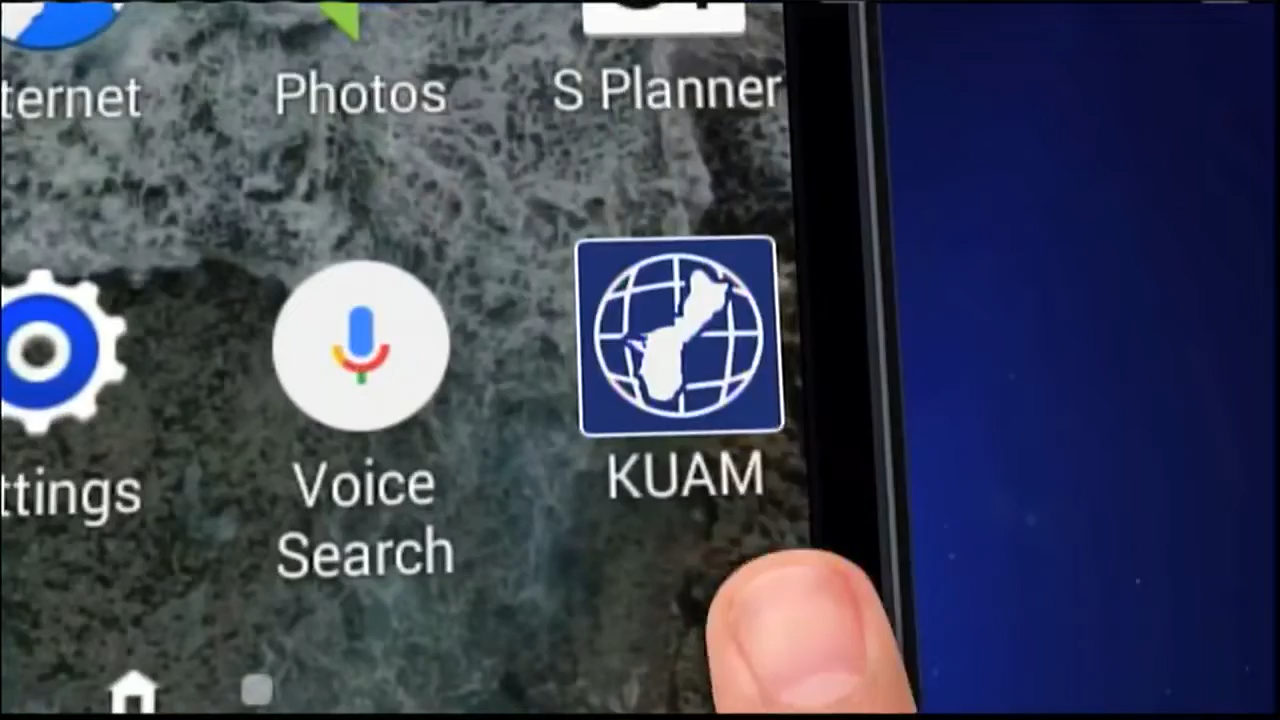 ternet
Photos
S Planner
ttings
Voice
Search
KUAM